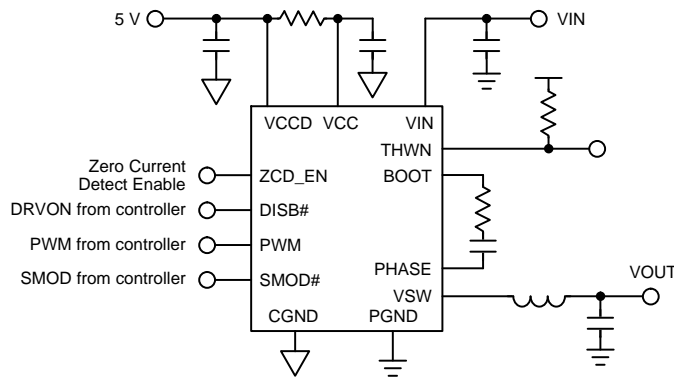 5 V
VIN
VCCD VCC VIN
THWN
Zero Current
Detect Enable
ZCD_EN
BOOT
DRVON from controller
DISB#
PWM from controller
PWM
SMOD from controller
SMOD#
PHASE
VSW
VOUT
CGND PGND